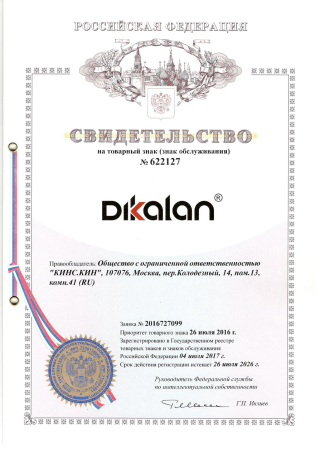 РОССИЙСКАЯ ФЕДЕРАЦИЯ
СВИДЕТЕЛЬСТВО
на товарный знак (знак обслуживания)
№ 622127
DIKalan®
Правообладатель: Общество с ограниченной ответственностью
"КИНС.КИН", 107076, Москва, пер.Колодезный, 14, пом.13,
комн.41 (RU)
Заявка № 2016727099
Приоритет товарного знака 26 июля 2016 г.
Зарегистрировано в Государственном реестре
товарных знаков и знаков обслуживания
Российской Федерации 04 июля 2017 г.
Срок действия регистрации истекает 26 июля 2026 г.
Руководитель Федеральной службы
по интеллектуальной собственности
Г.П. Ивлиев